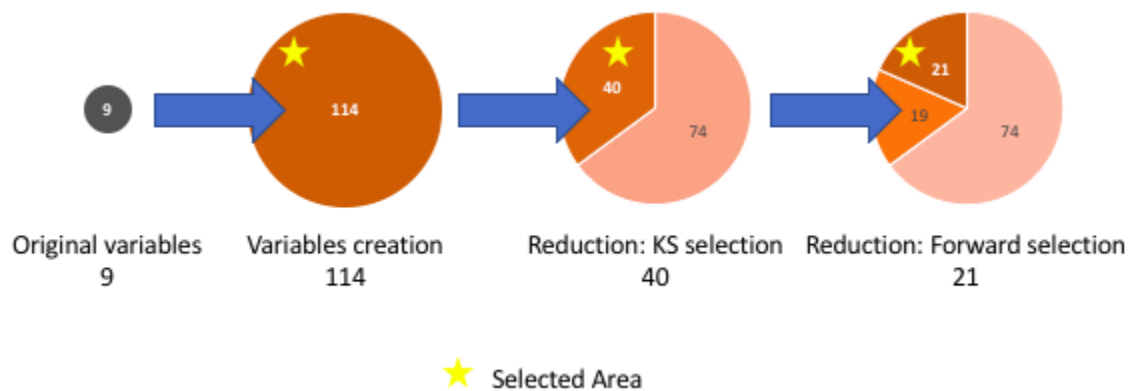 9
114
40
74
21
19
74
Original variables
9
Variables creation
114
Reduction: KS selection
40
Reduction: Forward selection
21
Selected Area